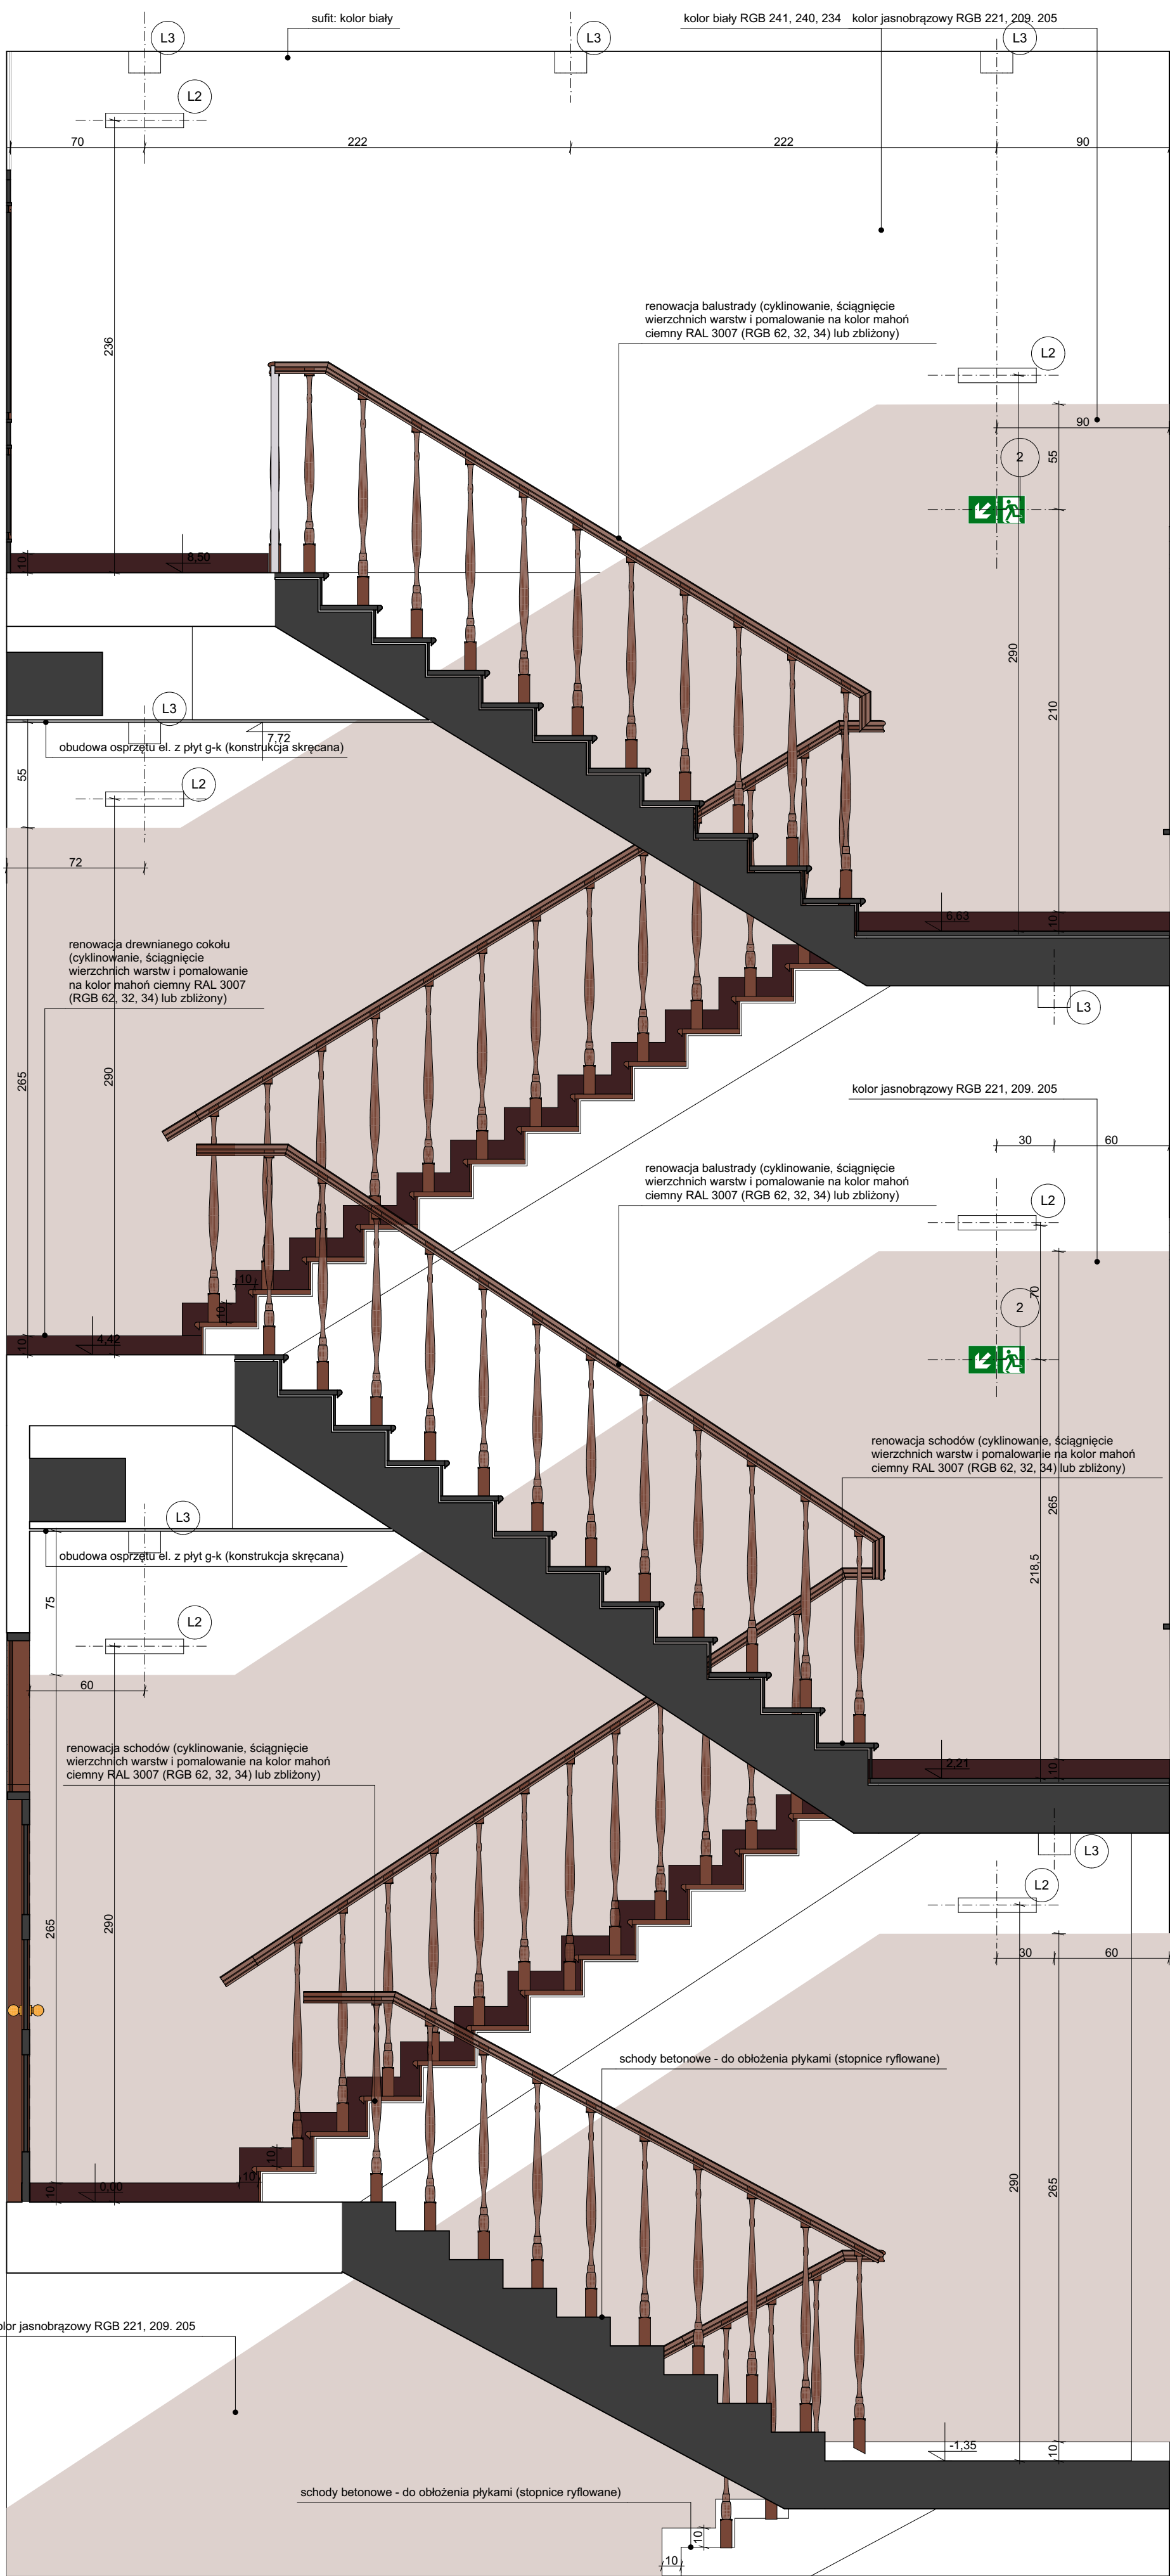 sufit: kolor biały
kolor biały RGB 241, 240, 234
kolor jasnobrązowy RGB 221, 209. 205
L3
L3
L3
L2
70
222
222
90
236
renowacja balustrady (cyklinowanie, ściągnięcie
wierzchnich warstw i pomalowanie na kolor mahoń
ciemny RAL 3007 (RGB 62, 32, 34) lub zbliżony)
L2
90
55
2
10
8,50
290
210
L3
7,72
obudowa osprzętu el. z płyt g-k (konstrukcja skręcana)
55
L2
72
6,63
10
renowacja drewnianego cokołu
(cyklinowanie, ściągnięcie
wierzchnich warstw i pomalowanie
na kolor mahoń ciemny RAL 3007
(RGB 62, 32, 34) lub zbliżony)
L3
265
290
kolor jasnobrązowy RGB 221, 209. 205
30
60
renowacja balustrady (cyklinowanie, ściągnięcie
wierzchnich warstw i pomalowanie na kolor mahoń
ciemny RAL 3007 (RGB 62, 32, 34) lub zbliżony)
L2
10
10
70
2
10
4,42
renowacja schodów (cyklinowanie, ściągnięcie
wierzchnich warstw i pomalowanie na kolor mahoń
ciemny RAL 3007 (RGB 62, 32, 34) lub zbliżony)
265
L3
obudowa osprzętu el. z płyt g-k (konstrukcja skręcana)
218,5
75
L2
60
renowacja schodów (cyklinowanie, ściągnięcie
wierzchnich warstw i pomalowanie na kolor mahoń
ciemny RAL 3007 (RGB 62, 32, 34) lub zbliżony)
2,21
10
L3
L2
265
290
30
60
schody betonowe - do obłożenia płykami (stopnice ryflowane)
10
10
10
0,00
290
265
olor jasnobrązowy RGB 221, 209. 205
-1,35
10
schody betonowe - do obłożenia płykami (stopnice ryflowane)
10
10